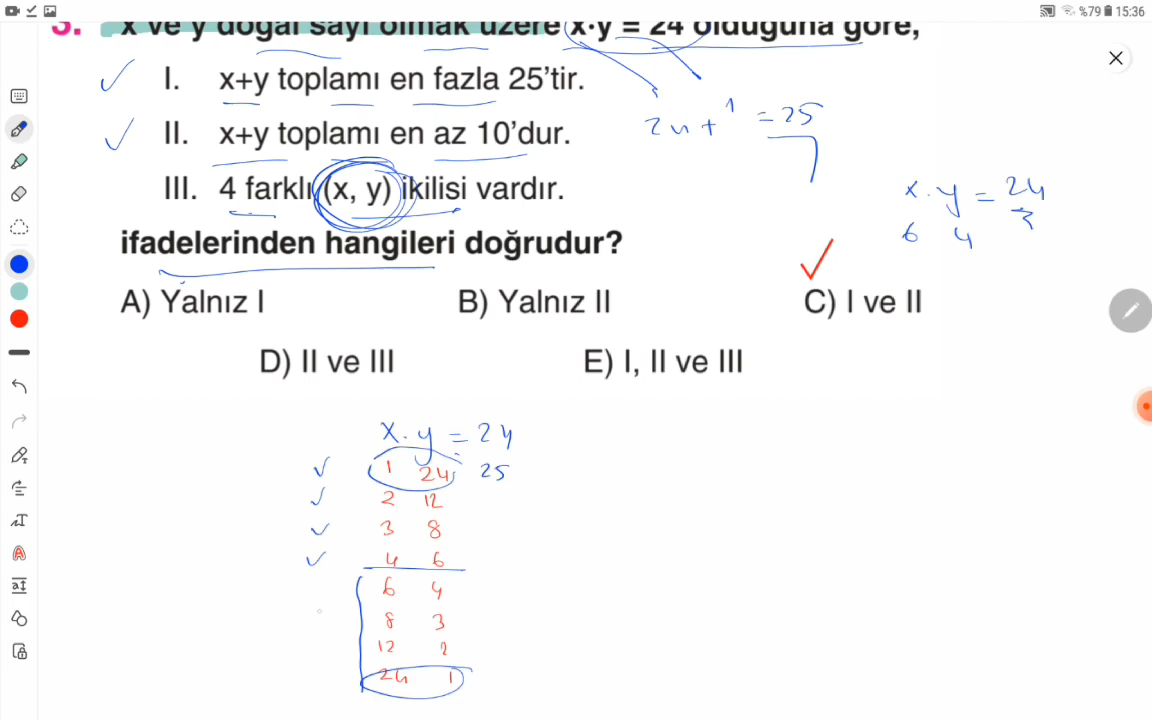 %79 15:36
3. x ve y doğal sayı olmak üzere x·y = 24 olduğuna göre,
I. x+y toplamı en fazla 25'tir.
II. x+y toplamı en az 10'dur.
III. 4 farklı (x, y) ikilisi vardır.
ifadelerinden hangileri doğrudur?
A) Yalnız I B) Yalnız II C) I ve II
D) II ve III E) I, II ve III
= 25
x.y = 24
6 4
x.y = 24
1 24 25
2 12
3 8
4 6
6 4
8 3
12 2
24 1